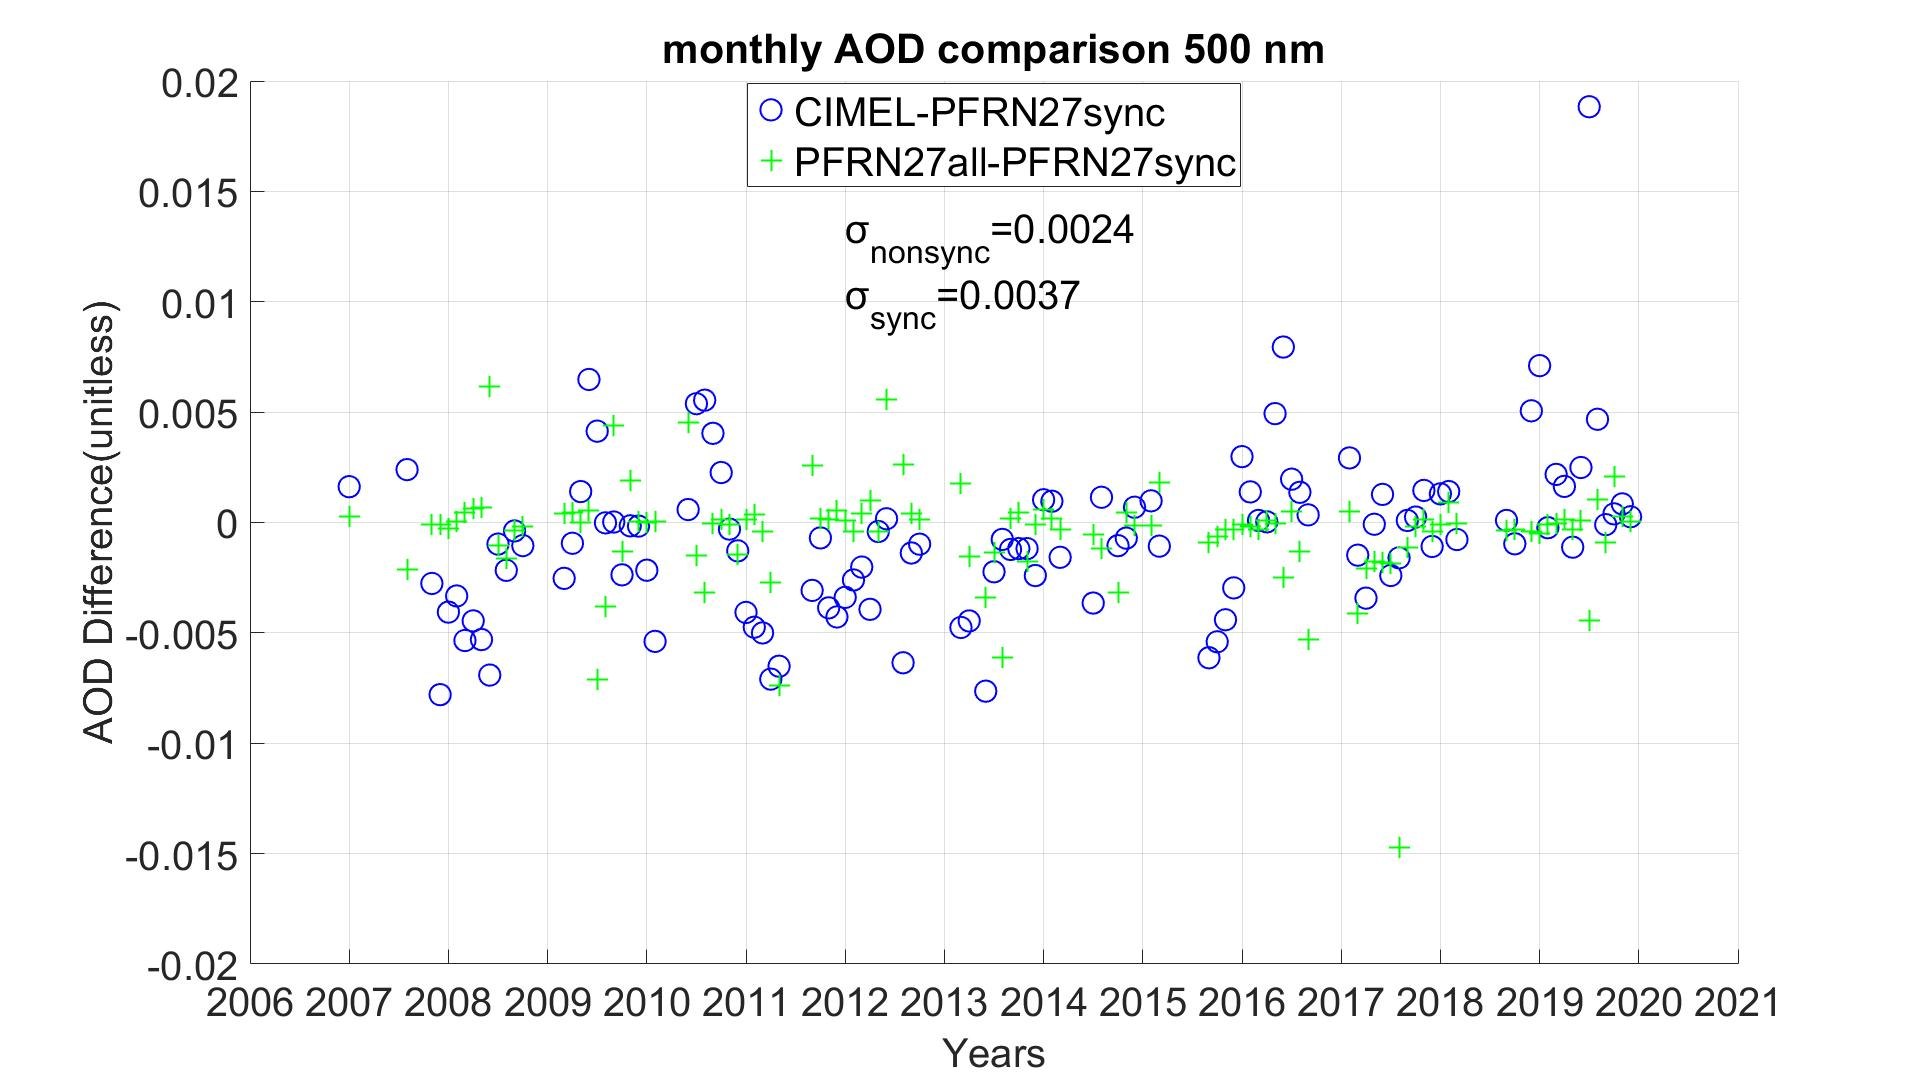 monthly AOD comparison 500 nm
CIMEL-PFRN27sync
PFRN27all-PFRN27sync
σnonsync=0.0024
σsync=0.0037
0.02
0.015
0.01
0.005
0
-0.005
-0.01
-0.015
-0.02
AOD Difference(unitless)
2006 2007 2008 2009 2010 2011 2012 2013 2014 2015 2016 2017 2018 2019 2020 2021
Years